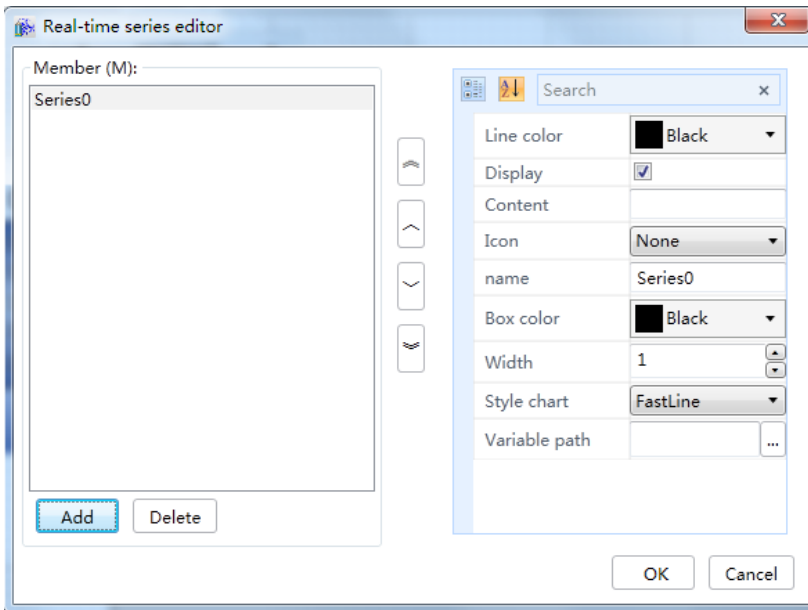 Real-time series editor
Member (M):
Series0
Add
Delete
Search
Line color Black
Display
Content
Icon None
name Series0
Box color Black
Width 1
Style chart FastLine
Variable path ...
OK
Cancel